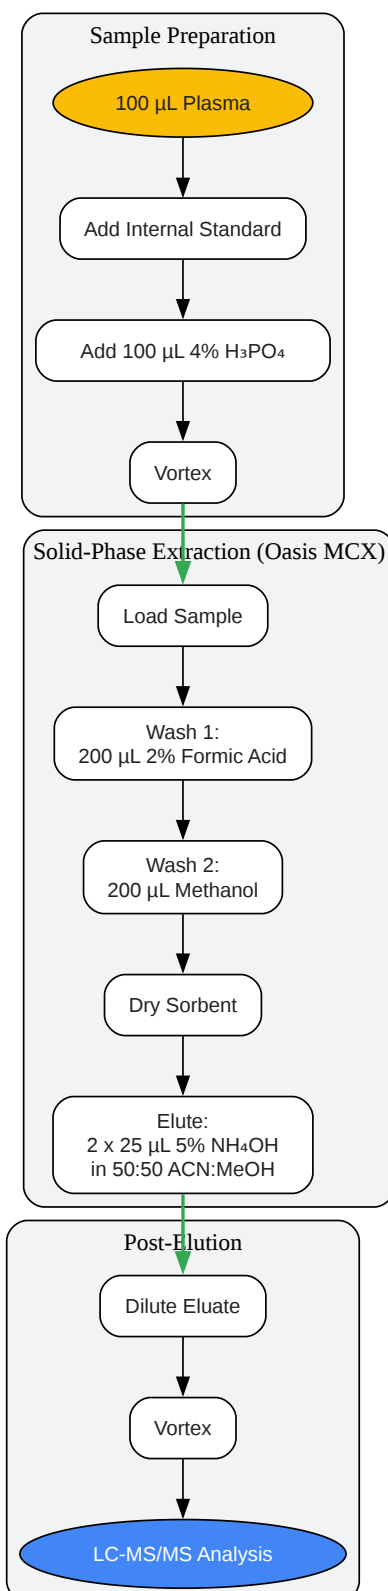 Sample Preparation
100 µL Plasma
Add Internal Standard
Add 100 µL 4% H₃PO₄
Vortex
Solid-Phase Extraction (Oasis MCX)
Load Sample
Wash 1:
200 µL 2% Formic Acid
Wash 2:
200 µL Methanol
Dry Sorbent
Elute:
2 x 25 µL 5% NH₄OH
in 50:50 ACN:MeOH
Post-Elution
Dilute Eluate
Vortex
LC-MS/MS Analysis